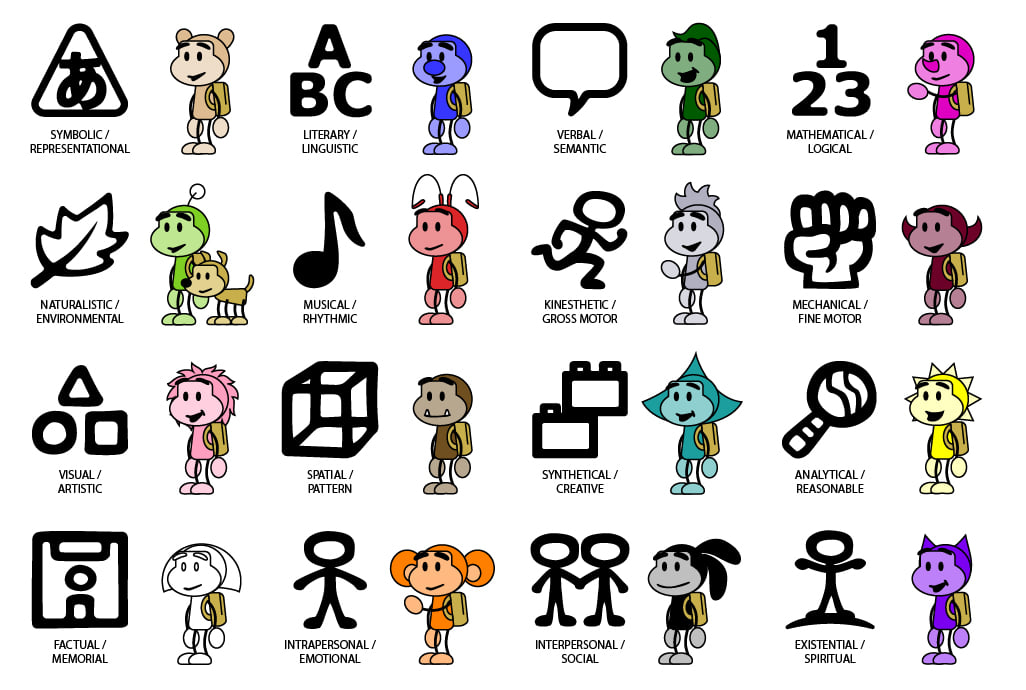 あ
A
BC
1
23
SYMBOLIC /
REPRESENTATIONAL
LITERARY /
LINGUISTIC
VERBAL /
SEMANTIC
MATHEMATICAL /
LOGICAL
NATURALISTIC /
ENVIRONMENTAL
MUSICAL /
RHYTHMIC
KINESTHETIC /
GROSS MOTOR
MECHANICAL /
FINE MOTOR
VISUAL /
ARTISTIC
SPATIAL /
PATTERN
SYNTHETICAL /
CREATIVE
ANALYTICAL /
REASONABLE
FACTUAL /
MEMORIAL
INTRAPERSONAL /
EMOTIONAL
INTERPERSONAL /
SOCIAL
EXISTENTIAL /
SPIRITUAL